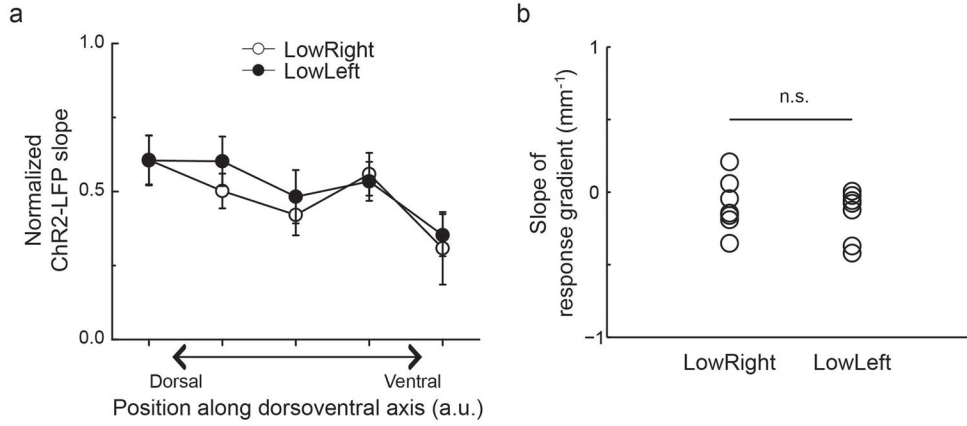 a
1.0
0.5
0.0
Normalized
ChR2-LFP slope
LowRight
LowLeft
Dorsal
Ventral
Position along dorsoventral axis (a.u.)
b
1
0
−1
Slope of
response gradient (mm⁻¹)
n.s.
LowRight
LowLeft